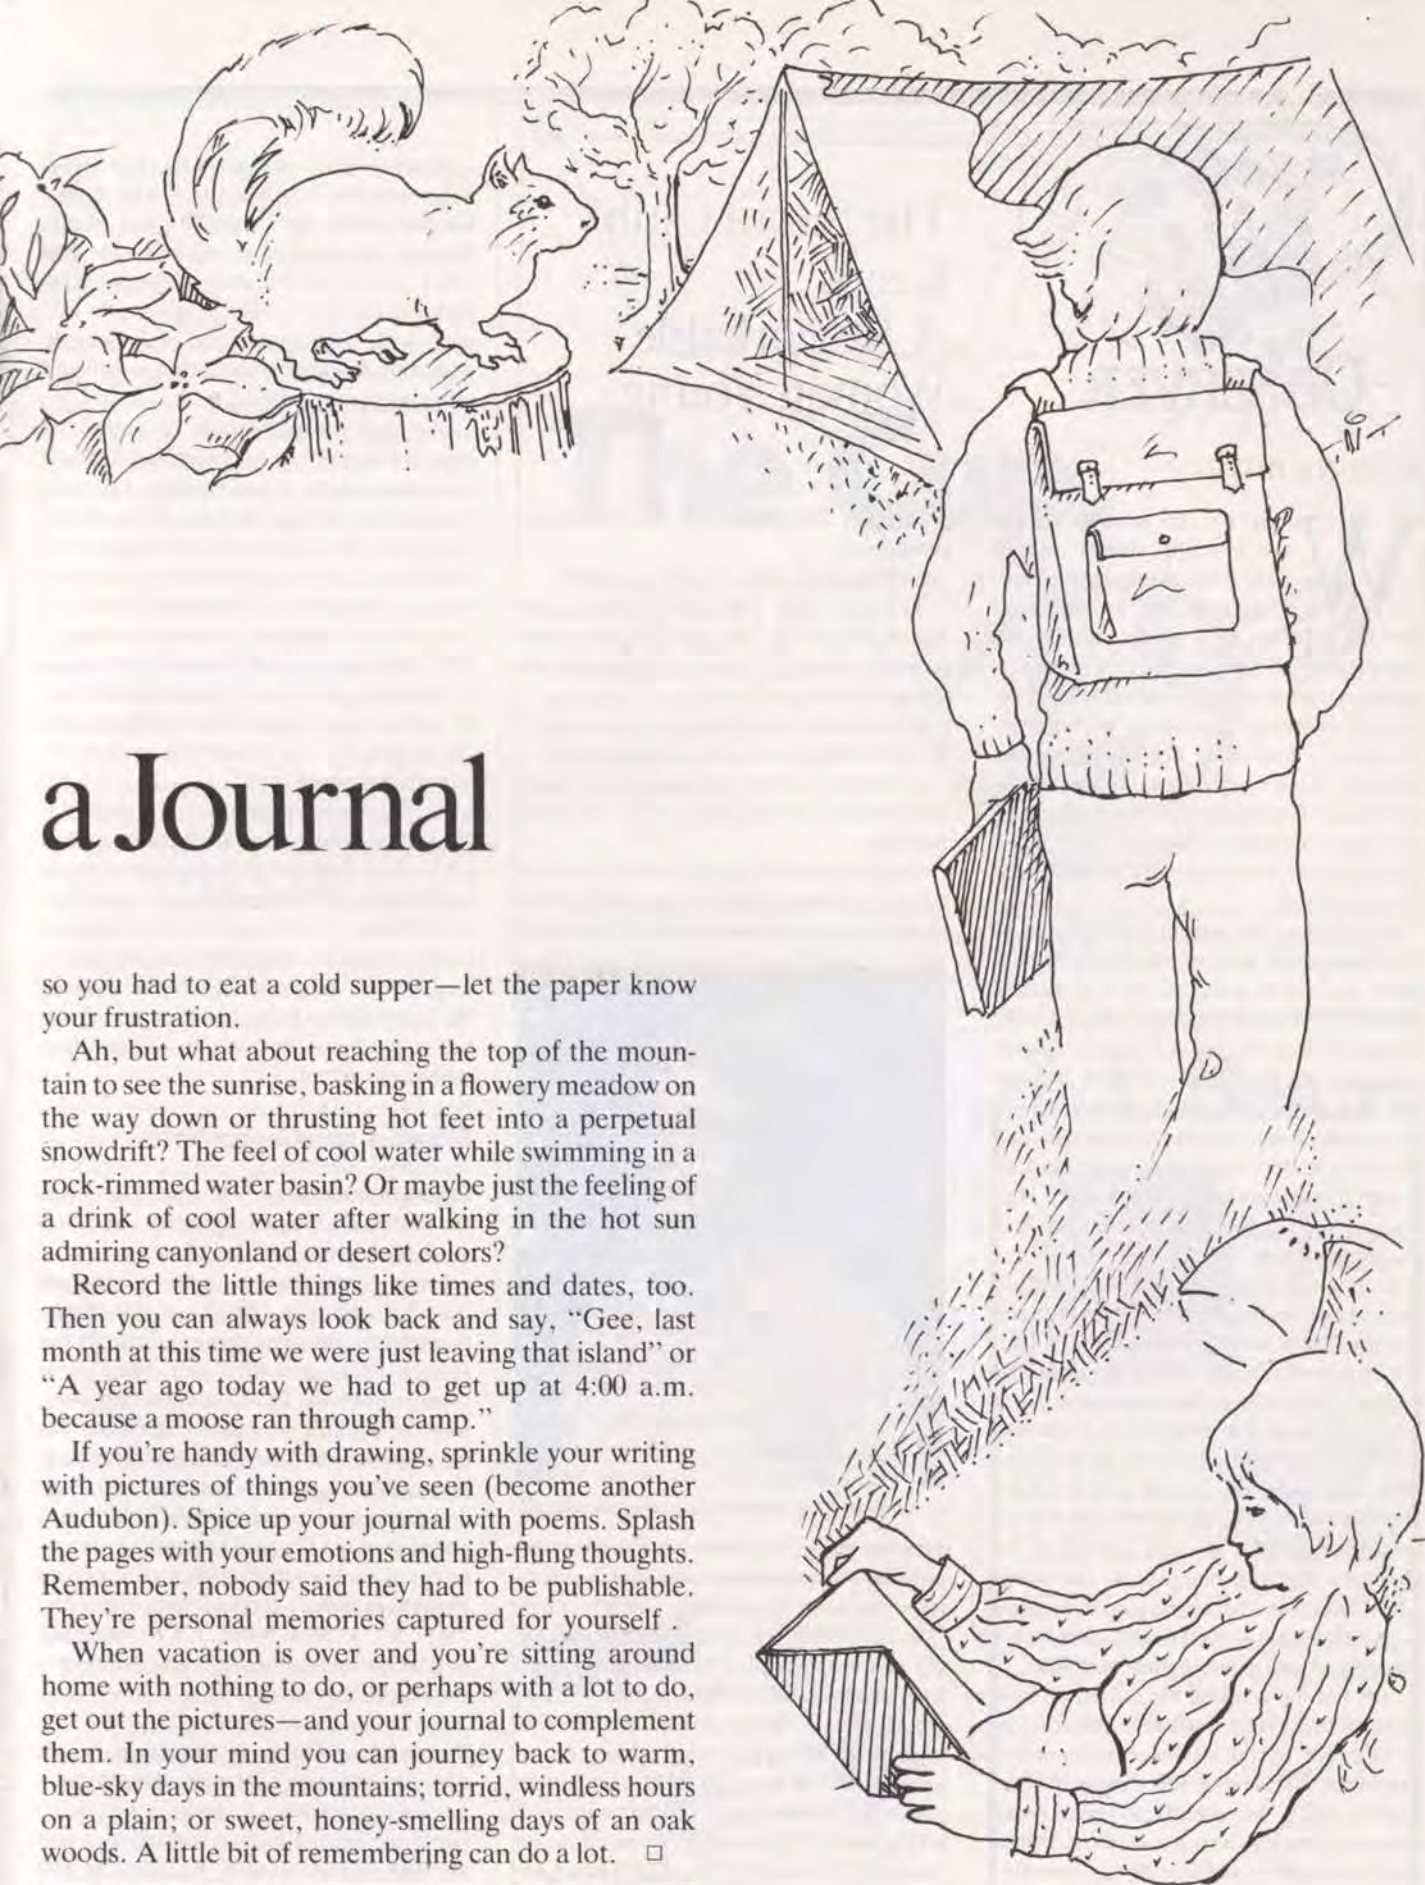 a Journal
so you had to eat a cold supper—let the paper know
your frustration.
Ah, but what about reaching the top of the moun-
tain to see the sunrise, basking in a flowery meadow on
the way down or thrusting hot feet into a perpetual
snowdrift? The feel of cool water while swimming in a
rock-rimmed water basin? Or maybe just the feeling of
a drink of cool water after walking in the hot sun
admiring canyonland or desert colors?
Record the little things like times and dates, too.
Then you can always look back and say, “Gee, last
month at this time we were just leaving that island” or
“A year ago today we had to get up at 4:00 a.m.
because a moose ran through camp.”
If you're handy with drawing, sprinkle your writing
with pictures of things you've seen (become another
Audubon). Spice up your journal with poems. Splash
the pages with your emotions and high-flung thoughts.
Remember, nobody said they had to be publishable.
They're personal memories captured for yourself .
When vacation is over and you're sitting around
home with nothing to do, or perhaps with a lot to do,
get out the pictures—and your journal to complement
them. In your mind you can journey back to warm,
blue-sky days in the mountains; torrid, windless hours
on a plain; or sweet, honey-smelling days of an oak
woods. A little bit of remembering can do a lot. □